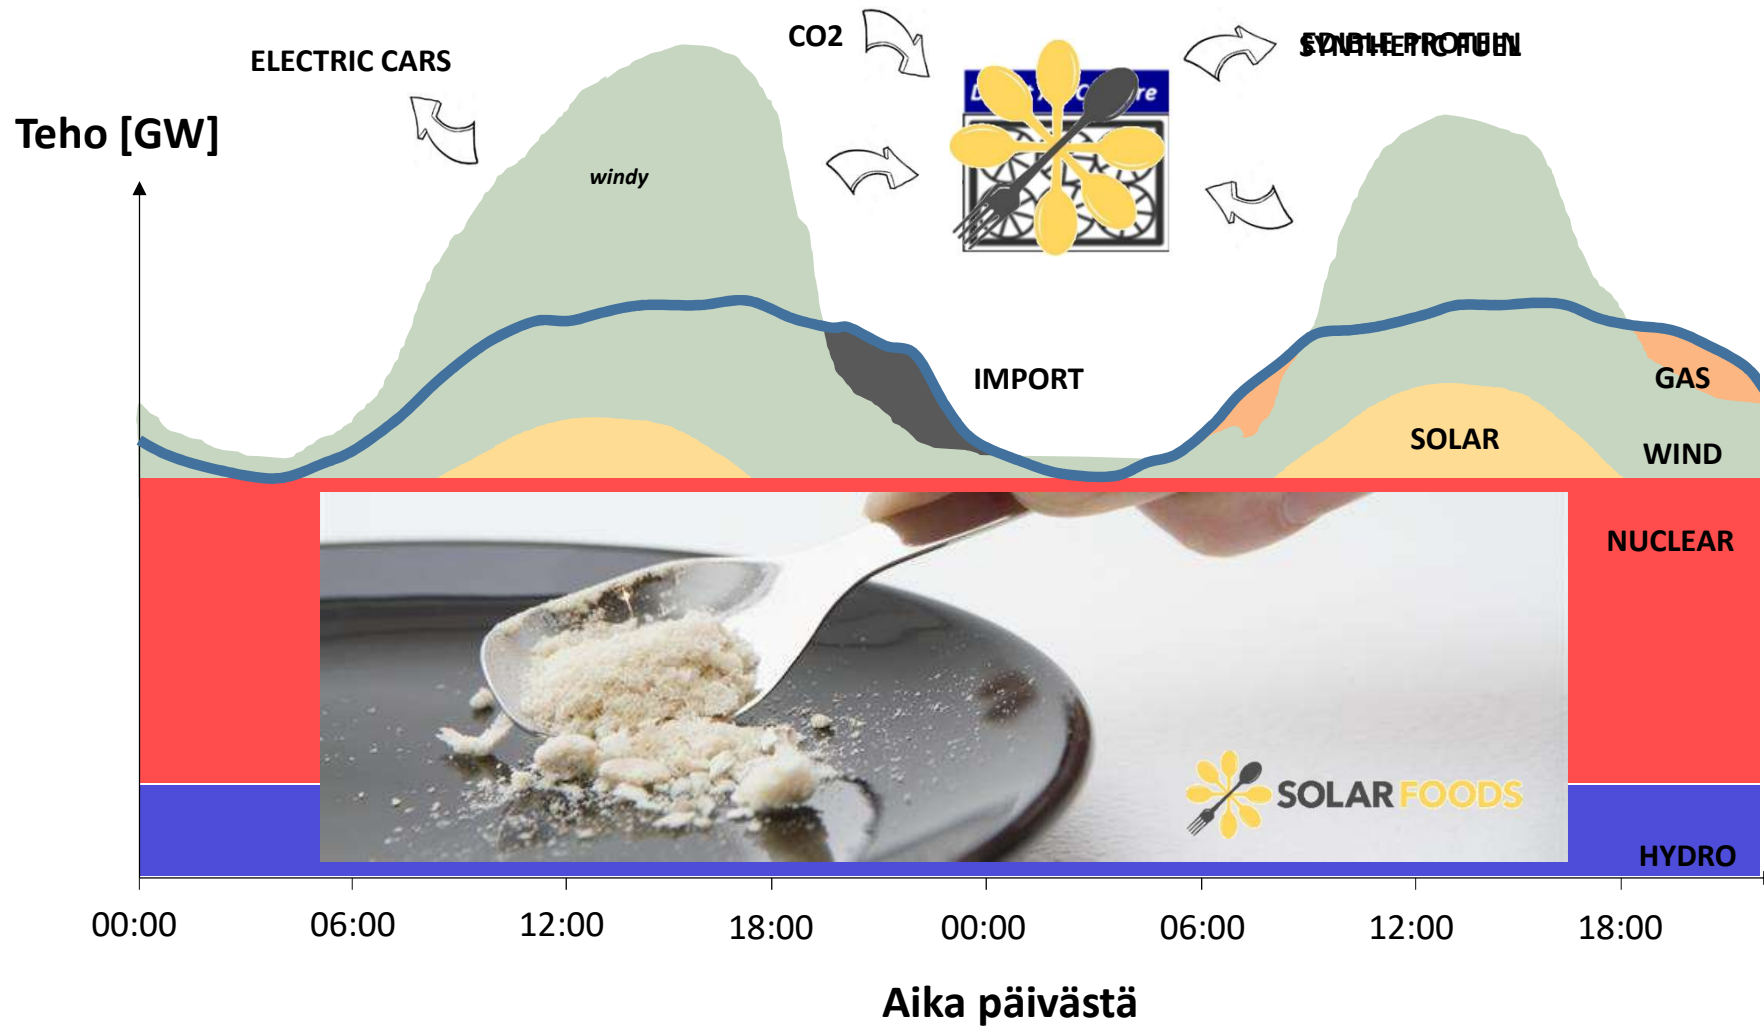 CO2
ELECTRIC CARS
Teho [GW]
windy
IMPORT
GAS
SOLAR
WIND
NUCLEAR
SOLAR FOODS
HYDRO
00:00 06:00 12:00 18:00 00:00 06:00 12:00 18:00
Aika päivästä